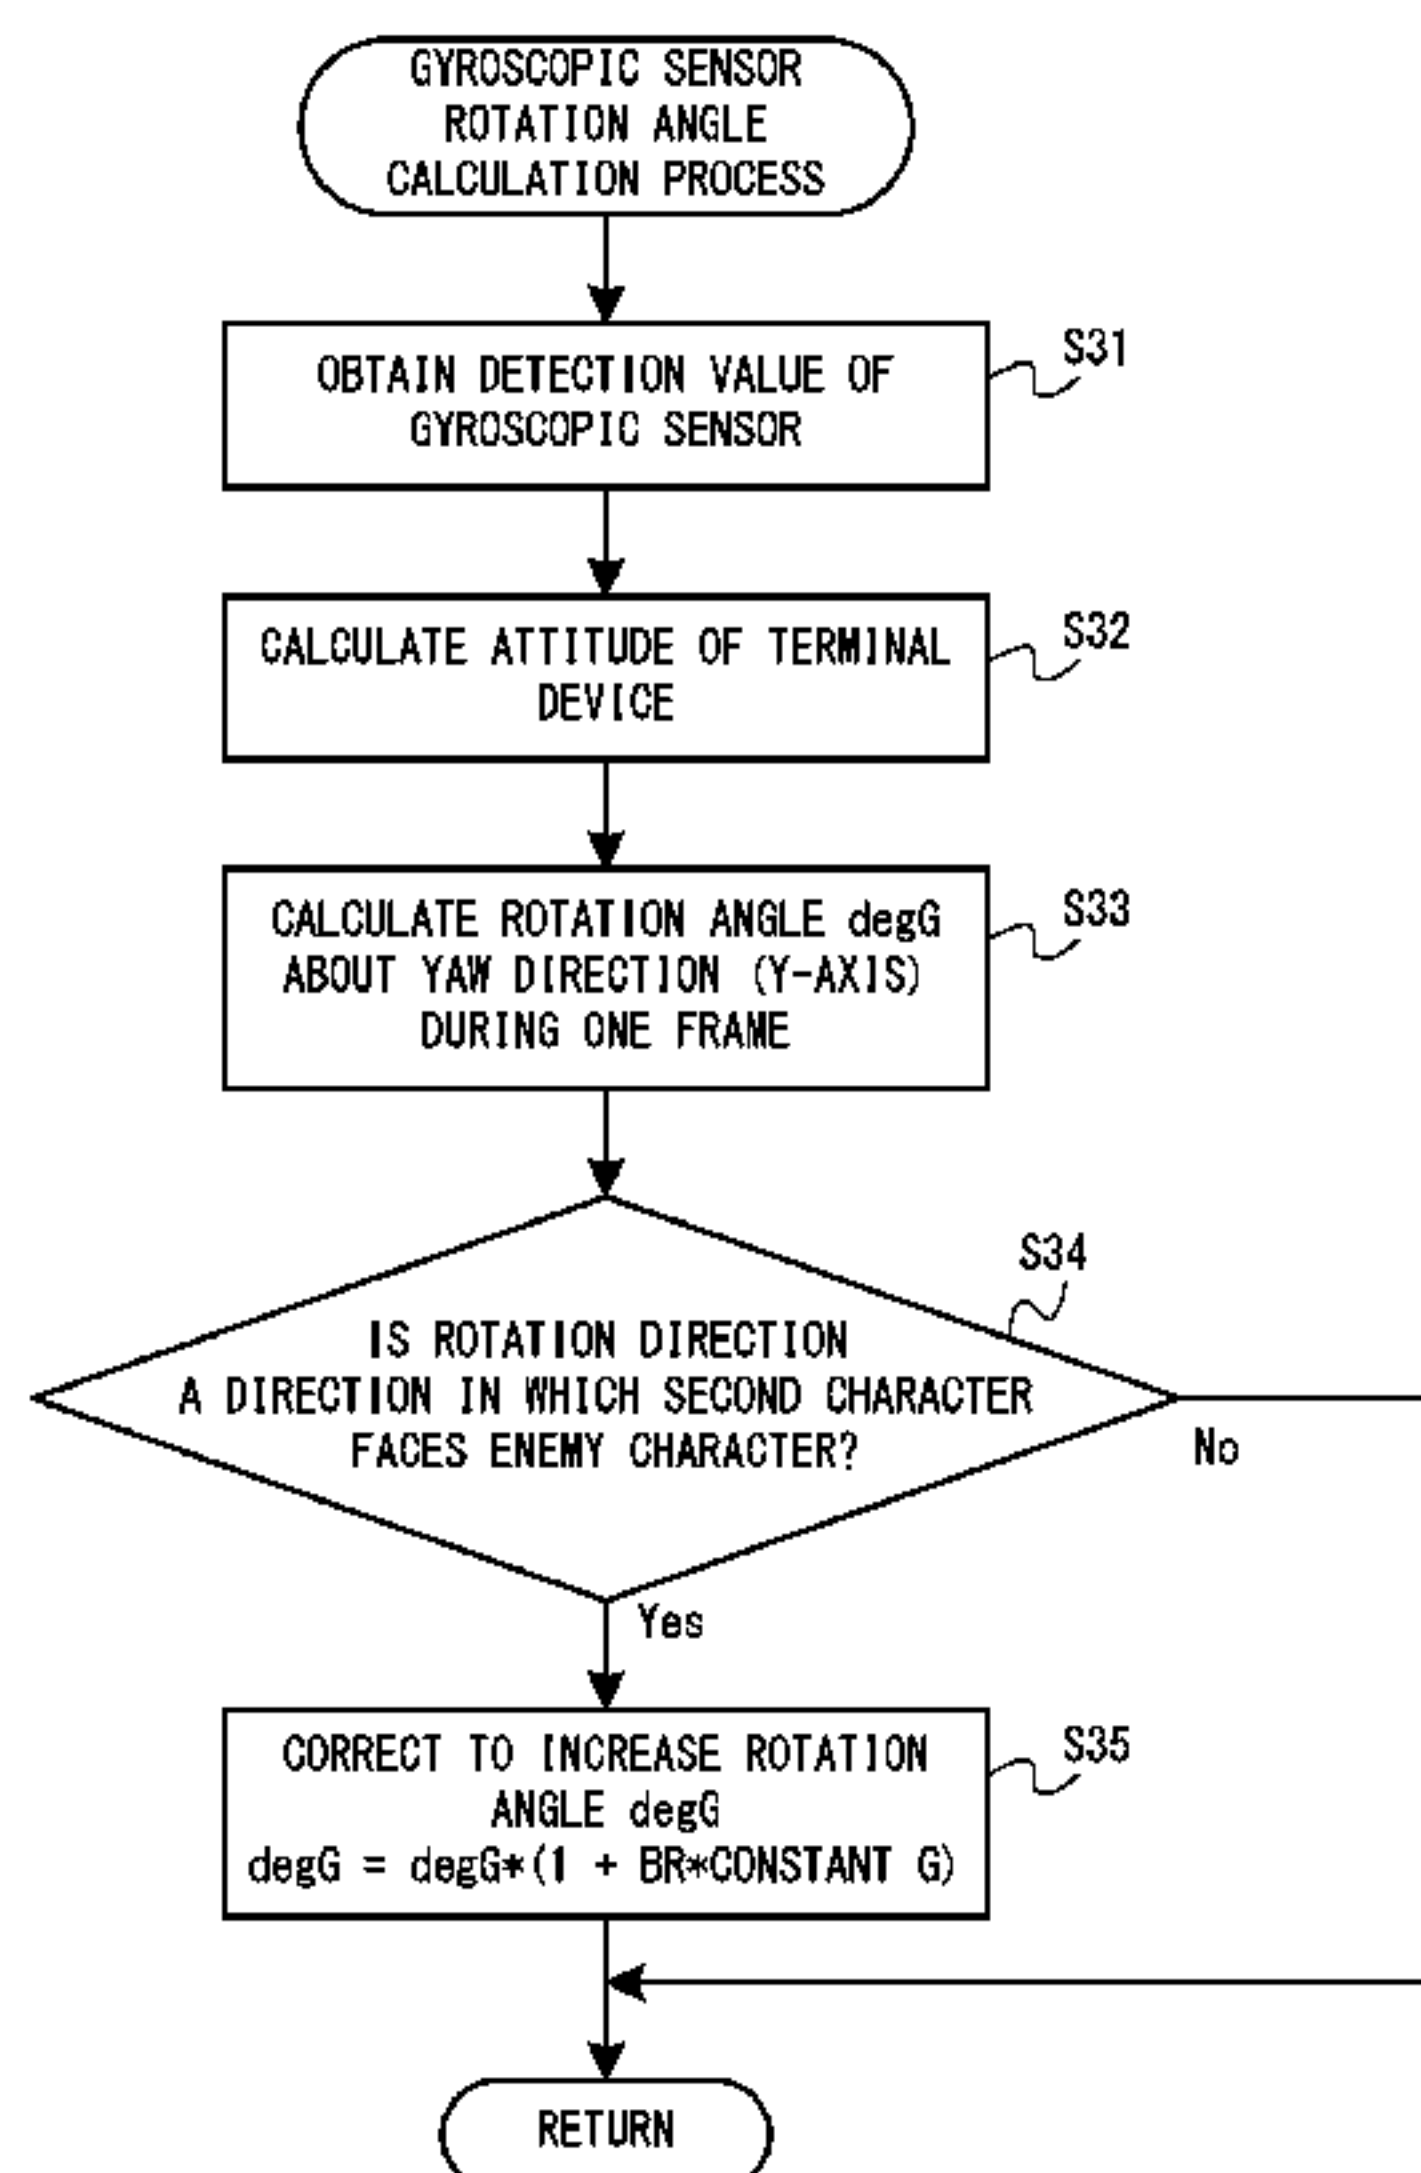 GYROSCOPIC SENSOR
ROTATION ANGLE
CALCULATION PROCESS
S31
OBTAIN DETECTION VALUE OF
GYROSCOPIC SENSOR
S32
CALCULATE ATTITUDE OF TERMINAL
DEVICE
S33
CALCULATE ROTATION ANGLE degG
ABOUT YAW DIRECTION (Y-AXIS)
DURING ONE FRAME
S34
IS ROTATION DIRECTION
A DIRECTION IN WHICH SECOND CHARACTER
FACES ENEMY CHARACTER?
No
Yes
S35
CORRECT TO INCREASE ROTATION
ANGLE degG
degG = degG*(1 + BR*CONSTANT G)
RETURN